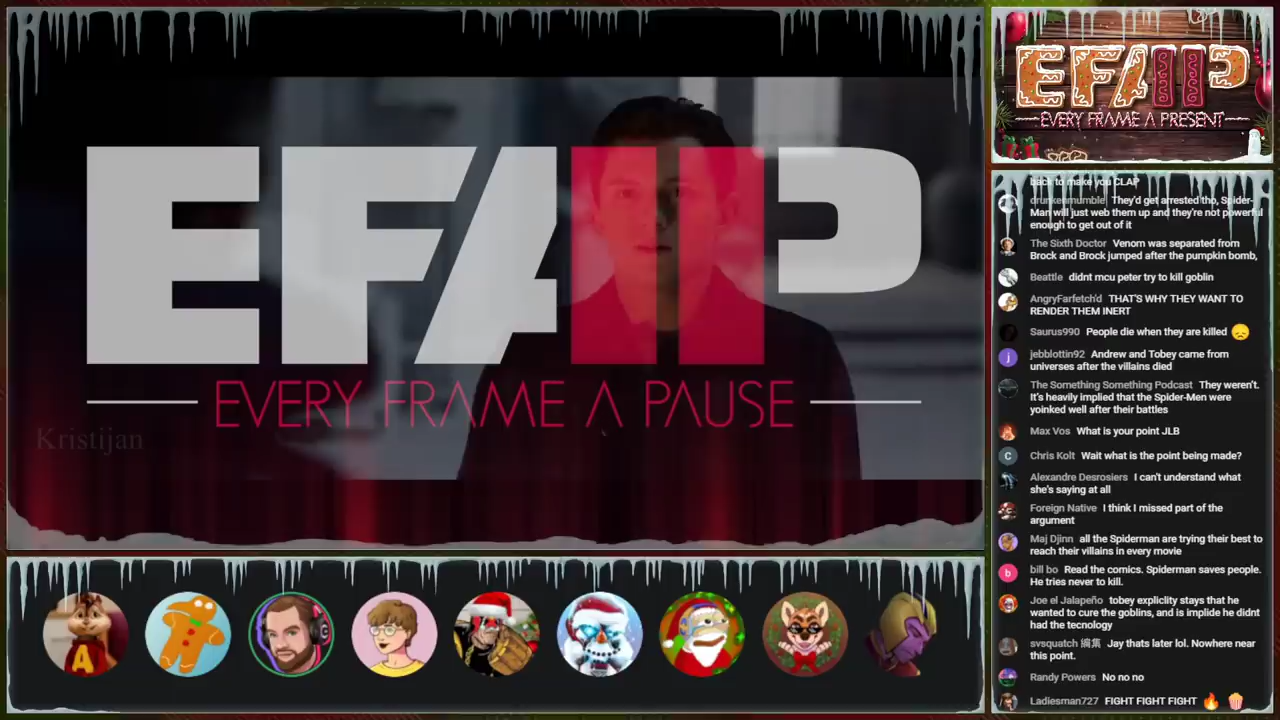 EFAP
EVERY FRAME A PAUSE
Kristijan
A
EFAP
EVERY FRAME A PRESENT
back to make you CLAP
drunkenmumble They'd get arrested tho, Spider-
Man will just web them up and they're not powerful
enough to get out of it
The Sixth Doctor Venom was separated from
Brock and Brock jumped after the pumpkin bomb,
Beattle didnt mcu peter try to kill goblin
AngryFarfetch'd THAT'S WHY THEY WANT TO
RENDER THEM INERT
Saurus990 People die when they are killed 😞
j
jebblottin92 Andrew and Tobey came from
universes after the villains died
The Something Something Podcast They weren't.
It's heavily implied that the Spider-Men were
yoinked well after their battles
Max Vos What is your point JLB
C
Chris Kolt Wait what is the point being made?
Alexandre Desrosiers I can't understand what
she's saying at all
Foreign Native I think I missed part of the
argument
Maj Djinn all the Spiderman are trying their best to
reach their villains in every movie
b
bill bo Read the comics. Spiderman saves people.
He tries never to kill.
Joe el Jalapeño tobey expliclity stays that he
wanted to cure the goblins, and is implide he didnt
had the tecnology
svsquatch 編集 Jay thats later lol. Nowhere near
this point.
Randy Powers No no no
Ladiesman727 FIGHT FIGHT FIGHT 🔥 🍿